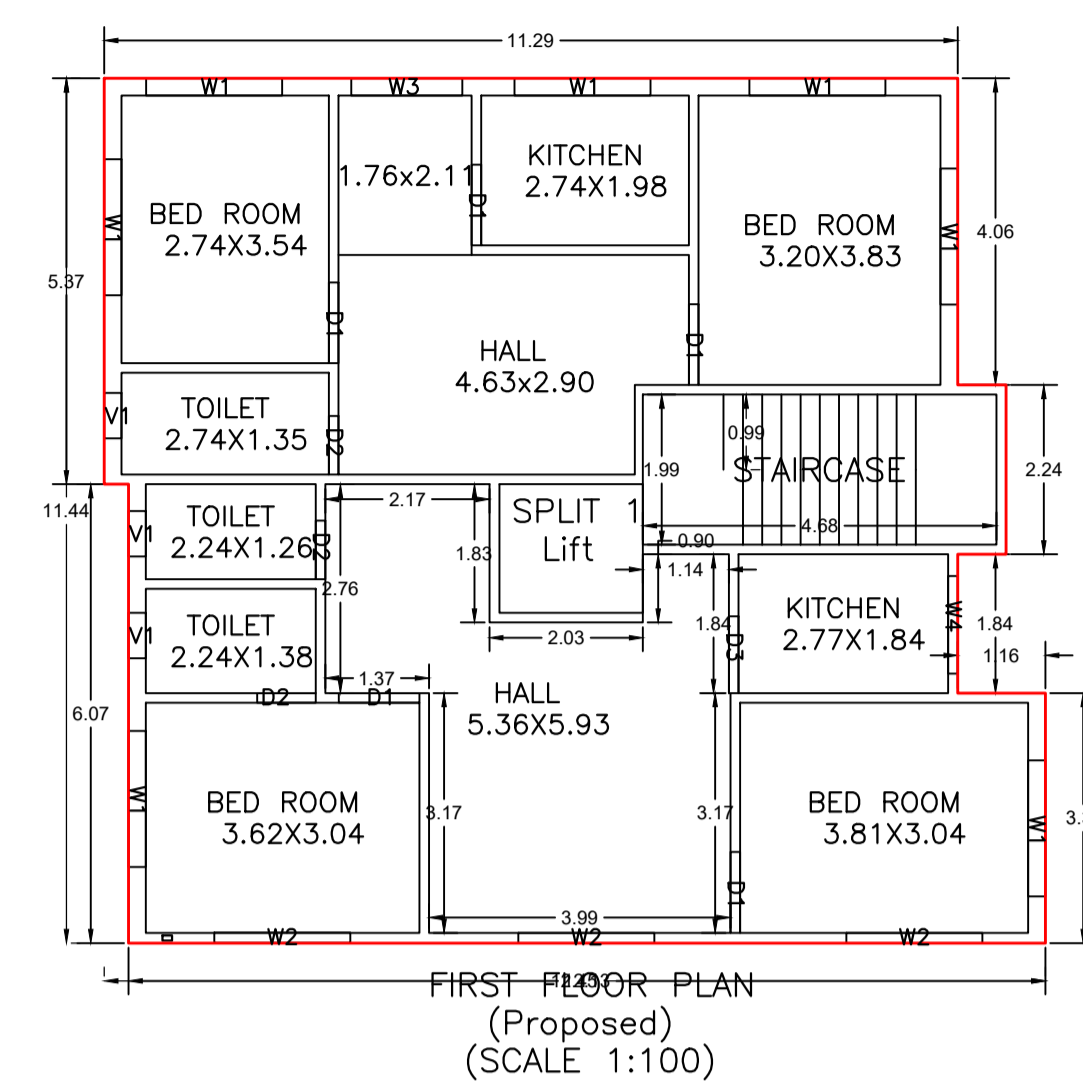 11.29
W1
W3
W1
W1
KITCHEN
2.74X1.98
1.76x2.11
D1
BED ROOM
2.74X3.54
W1
BED ROOM
3.20X3.83
W1
4.06
5.37
D1
D1
HALL
4.63x2.90
TOILET
2.74X1.35
V1
D2
0.99
1.99
STAIRCASE
2.24
11.44
2.17
SPLIT 1
Lift
4.68
TOILET
2.24X1.26
V1
D2
0.90
1.83
1.14
2.76
KITCHEN
2.77X1.84
W4
1.84
1.84
D3
TOILET
2.24X1.38
V1
2.03
1.16
1.37
D2
D1
HALL
5.36X5.93
6.07
BED ROOM
3.62X3.04
W1
3.17
3.17
BED ROOM
3.81X3.04
W1
D1
3.99
W2
W2
W2
FIRST FLOOR PLAN
(Proposed)
(SCALE 1:100)